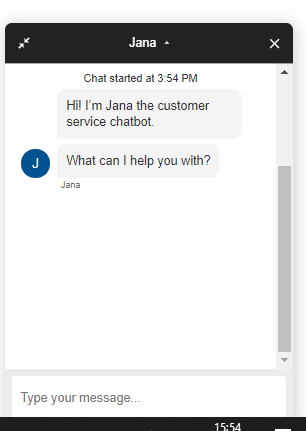 Jana
Chat started at 3:54 PM
Hi! I'm Jana the customer
service chatbot.
J
What can I help you with?
Jana
Type your message...
15:54